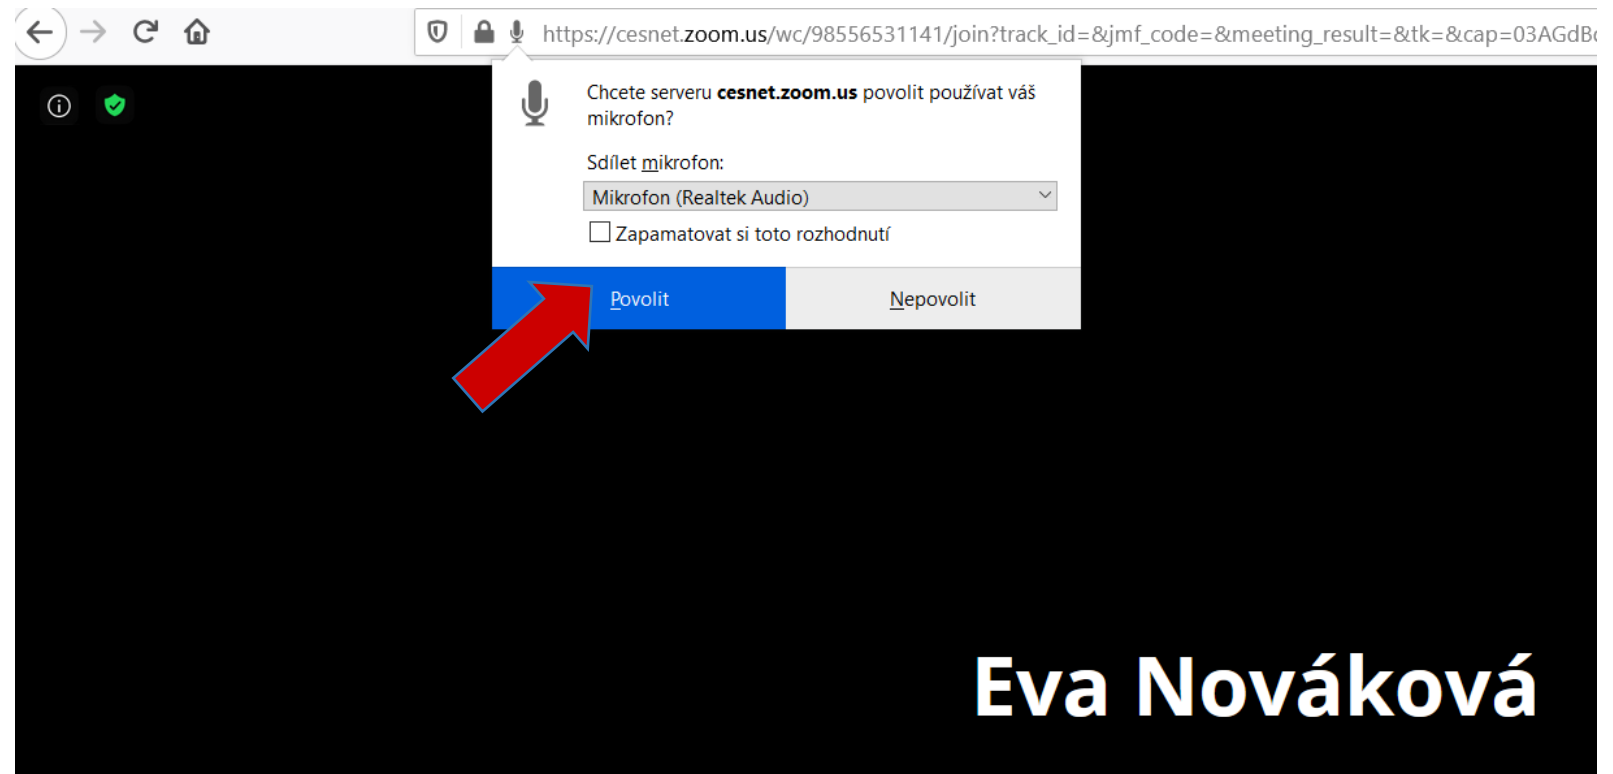 https://cesnet.zoom.us/wc/98556531141/join?track_id=&jmf_code=&meeting_result=&tk=&cap=03AGdB
Chcete serveru cesnet.zoom.us povolit používat váš
mikrofon?
Sdílet mikrofon:
Mikrofon (Realtek Audio)
Zapamatovat si toto rozhodnutí
Povolit
Nepovolit
Eva Nováková